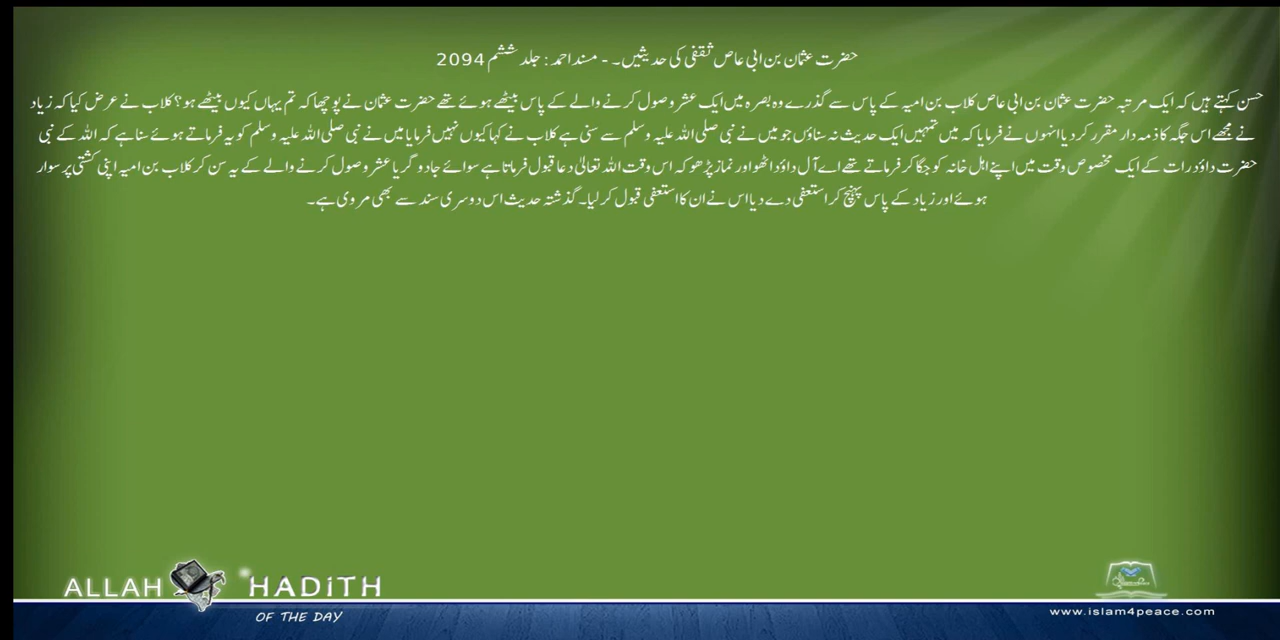 حضرت عثمان بن ابی عاص ثقفی کی حدیثیں۔ - مسند احمد : جلد ششم 2094
حسن کہتے ہیں کہ ایک مرتبہ حضرت عثمان بن ابی عاص کلاب بن امیہ کے پاس سے گذرے وہ بصرہ میں ایک عشر وصول کرنے والے کے پاس بیٹھے ہوئے تھے حضرت عثمان نے پوچھا کہ تم یہاں کیوں بیٹھے ہو؟ کلاب نے عرض کیا کہ زیاد
نے مجھے اس جگہ کا ذمہ دار مقرر کر دیا انہوں نے فرمایا کہ میں تمہیں ایک حدیث نہ سناؤں جو میں نے نبی صلی اللہ علیہ وسلم سے سنی ہے کلاب نے کہا کیوں نہیں فرمایا میں نے نبی صلی اللہ علیہ وسلم کو یہ فرماتے ہوئے سنا ہے کہ اللہ کے نبی
حضرت داؤد رات کے ایک مخصوص وقت میں اپنے اہل خانہ کو جگا کر فرماتے تھے اے آل داؤد اٹھو اور نماز پڑھو کہ اس وقت اللہ تعالیٰ دعا قبول فرماتا ہے سوائے جادوگر یا عشر وصول کرنے والے کے یہ سن کر کلاب بن امیہ اپنی کشتی پر سوار
ہوئے اور زیاد کے پاس پہنچ کر استعفی دے دیا اس نے ان کا استعفی قبول کر لیا۔ گذشتہ حدیث اس دوسری سند سے بھی مروی ہے۔
ALLAH HADITH
OF THE DAY
www.islam4peace.com